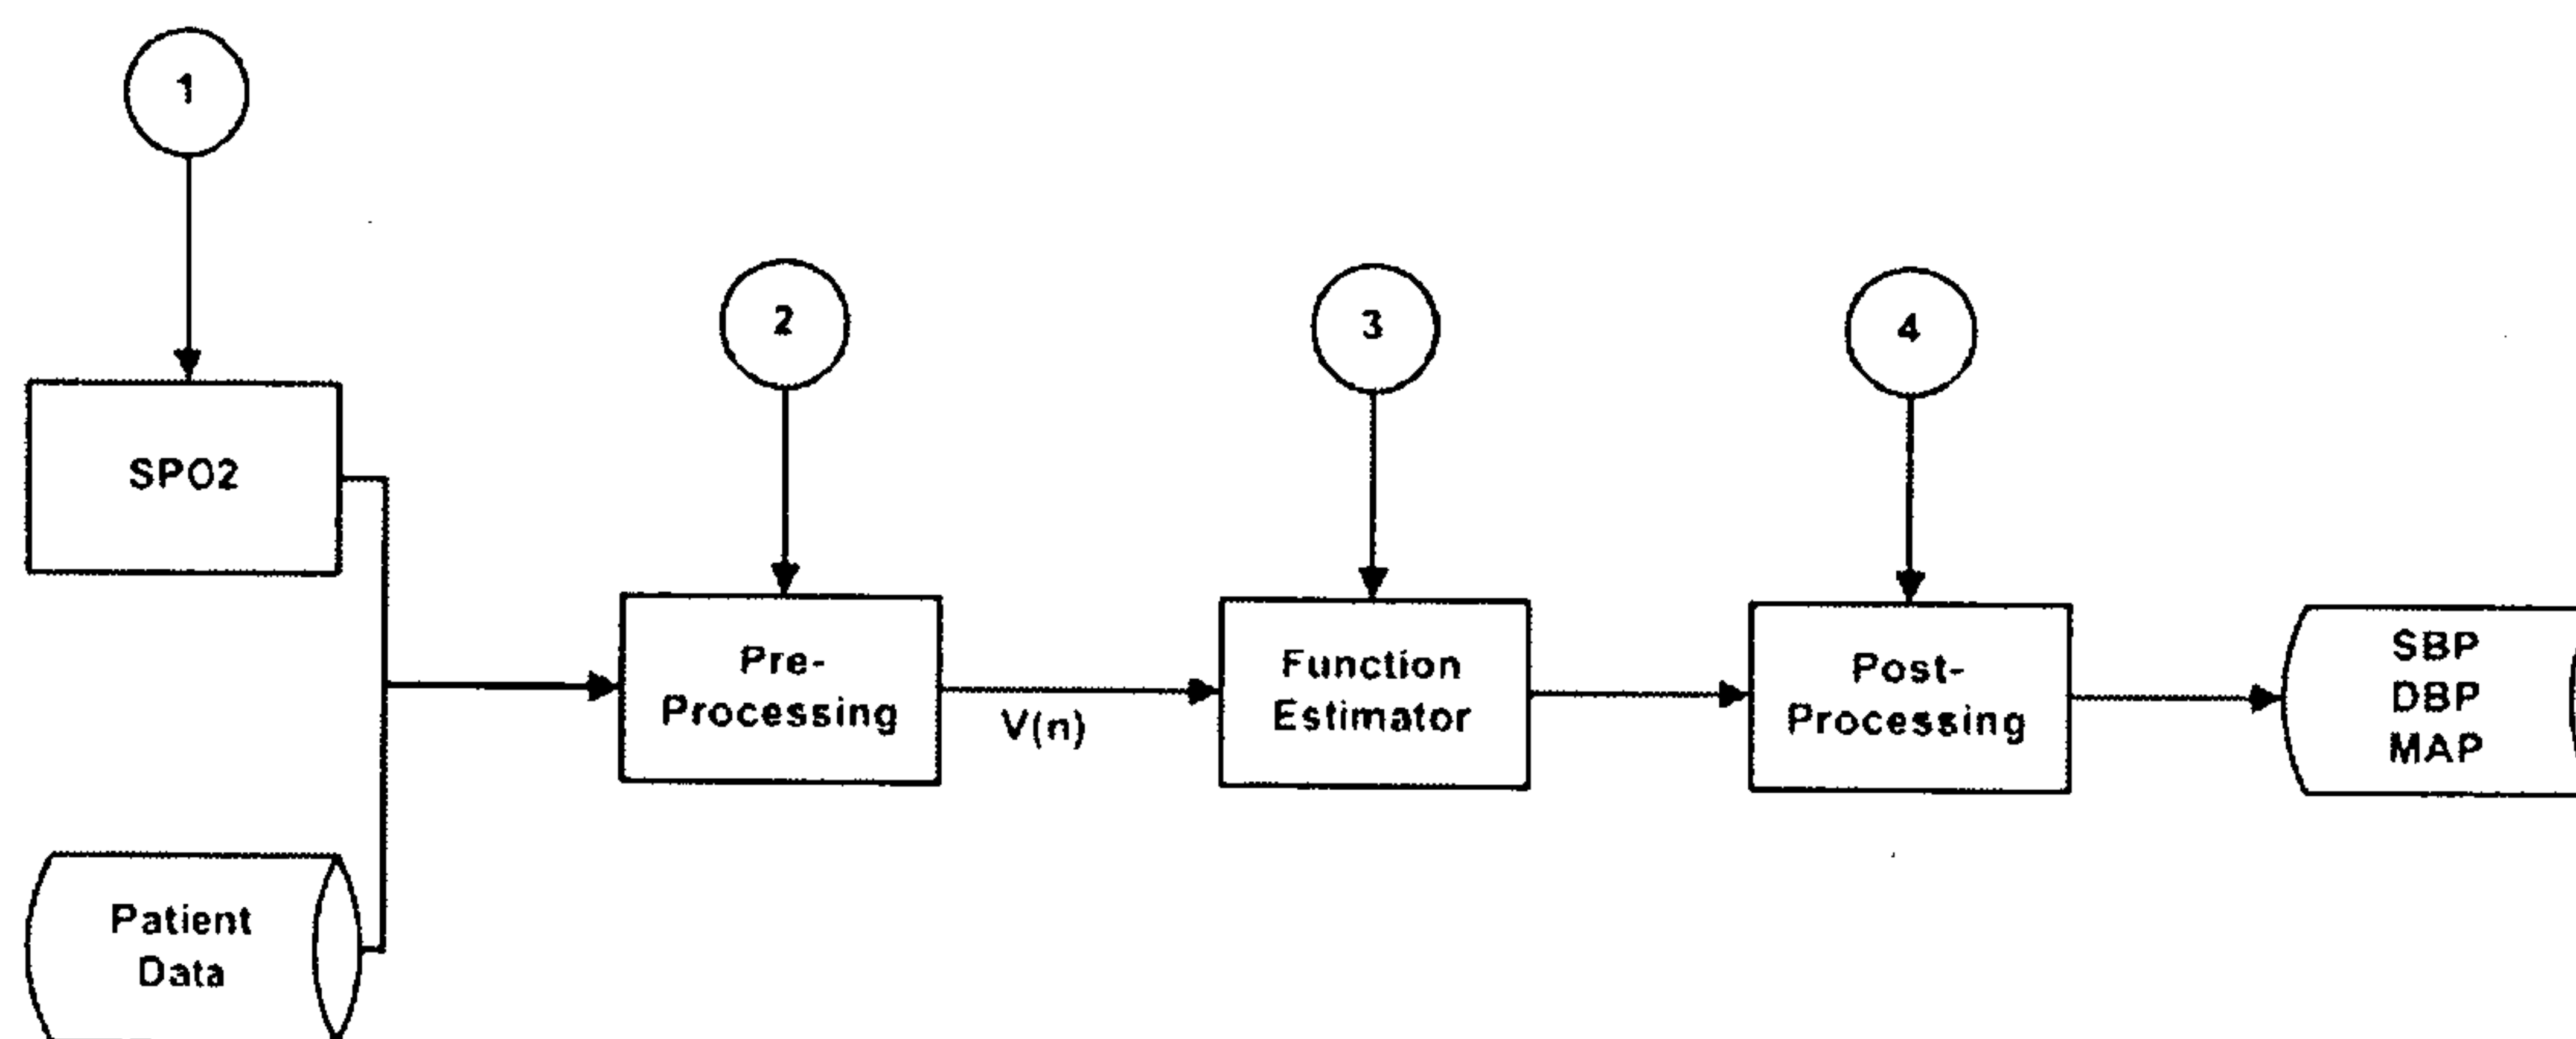 1
2
3
4
SPO2
Pre-
Processing
V(n)
Function
Estimator
Post-
Processing
SBP
DBP
MAP
Patient
Data